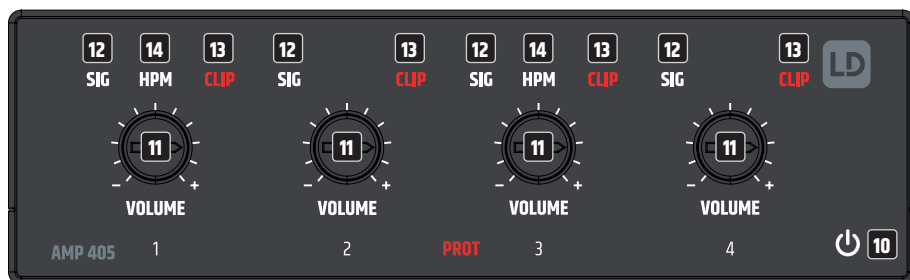 12 14 13 12 13 12 14 13 12 13
SIG HPM CLIP SIG CLIP SIG HPM CLIP SIG CLIP
LD
11 11 11 11
- + - + - + - +
VOLUME VOLUME VOLUME VOLUME
AMP 405 1 2 PROT 3 4 10